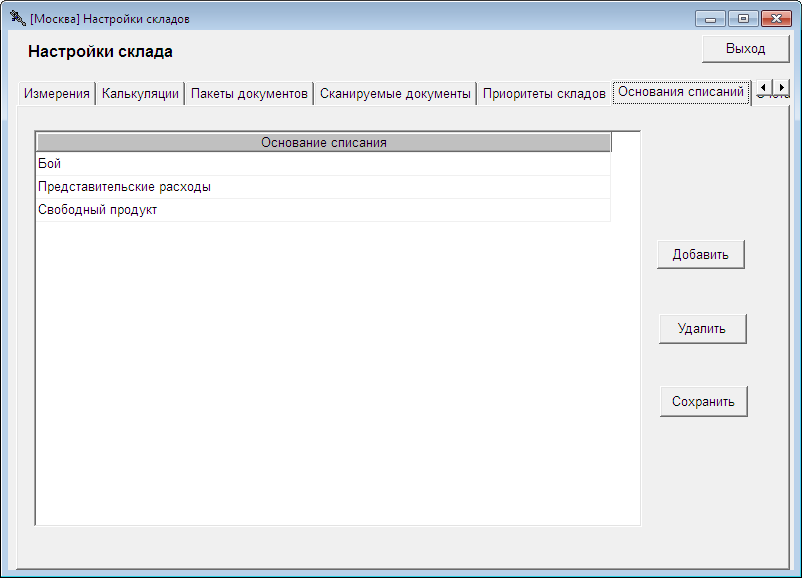 [Москва] Настройки складов
Настройки склада
Выход
Измерения
Калькуляции
Пакеты документов
Сканируемые документы
Приоритеты складов
Основания списаний
Основание списания
Бой
Представительские расходы
Свободный продукт
Добавить
Удалить
Сохранить